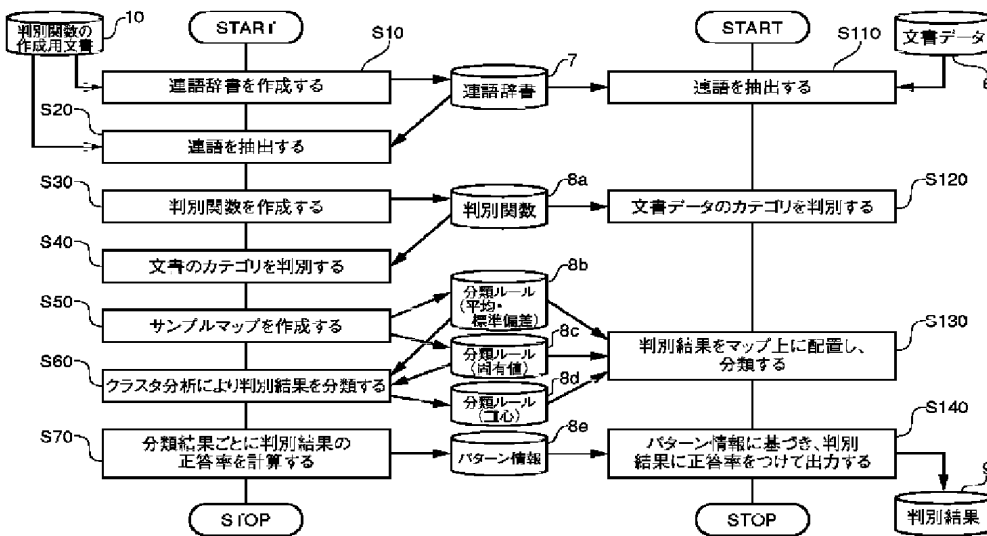 10
判別関数の
作成用文書
START
S10
連語辞書を作成する
S20
連語を抽出する
S30
判別関数を作成する
S40
文書のカテゴリを判別する
S50
サンプルマップを作成する
S60
クラスタ分析により判別結果を分類する
S70
分類結果ごとに判別結果の
正答率を計算する
STOP
7
連語辞書
8a
判別関数
8b
分類ルール
(平均・
標準偏差)
8c
分類ルール
(固有値)
8d
分類ルール
8e
パターン情報
START
S110
連語を抽出する
文書データ
S120
文書データのカテゴリを判別する
S130
判別結果をマップ上に配置し、
分類する
S140
パターン情報に基づき、判別
結果に正答率をつけて出力する
STOP
判別結果